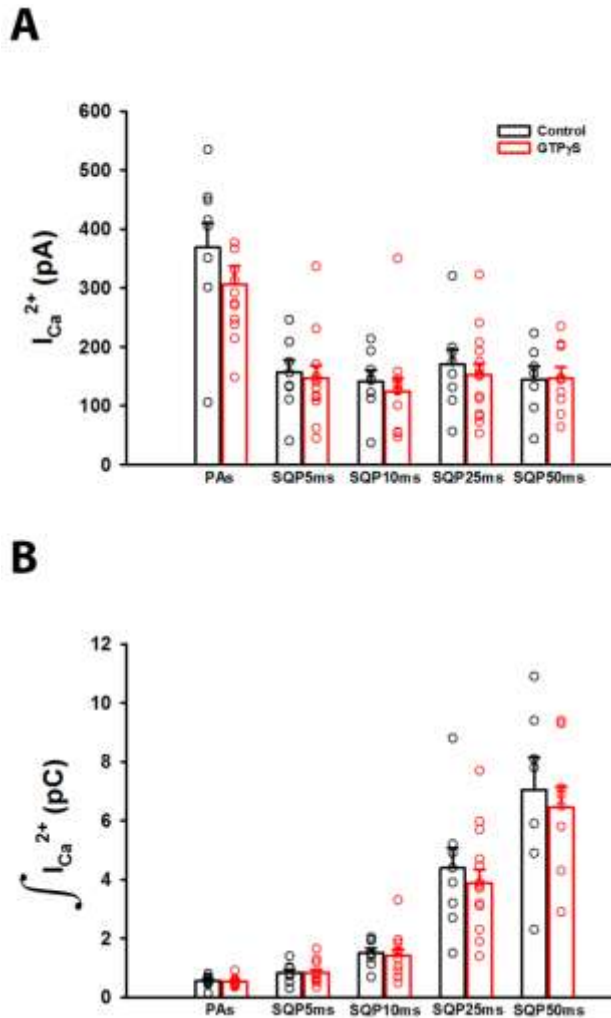 A
600
500
400
300
200
100
0
I_Ca^2+ (pA)
Control
GTPγS
PAs SQP5ms SQP10ms SQP25ms SQP50ms
B
12
10
8
6
4
2
0
∫ I_Ca^2+ (pC)
PAs SQP5ms SQP10ms SQP25ms SQP50ms